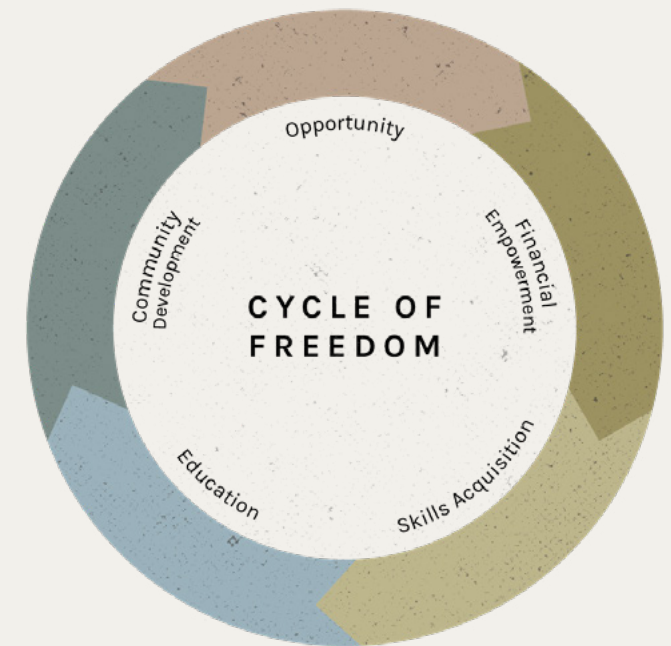 Opportunity
Financial
Empowerment
Skills Acquisition
Education
Community
Development
CYCLE OF
FREEDOM